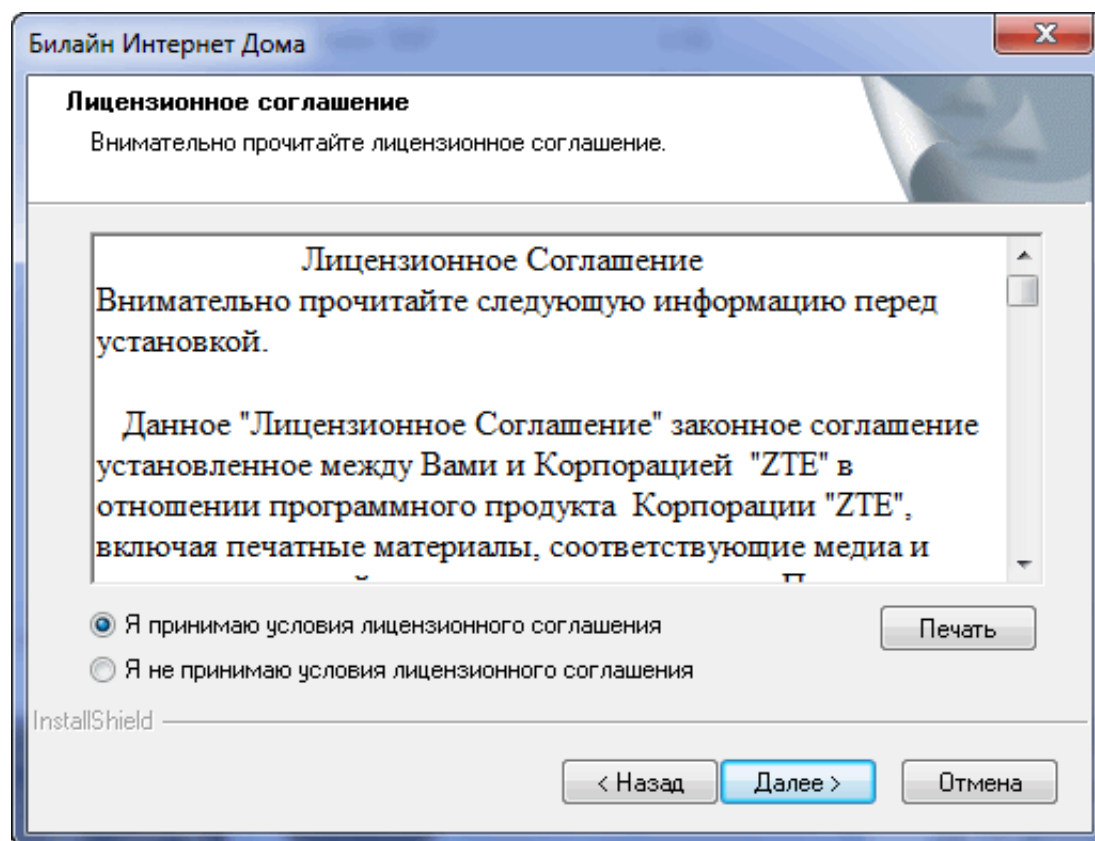 Билайн Интернет Дома
Лицензионное соглашение
Внимательно прочитайте лицензионное соглашение.
Лицензионное Соглашение
Внимательно прочитайте следующую информацию перед
установкой.
Данное "Лицензионное Соглашение" законное соглашение
установленное между Вами и Корпорацией "ZTE" в
отношении программного продукта Корпорации "ZTE",
включая печатные материалы, соответствующие медиа и
Я принимаю условия лицензионного соглашения
Печать
Я не принимаю условия лицензионного соглашения
InstallShield
< Назад Далее > Отмена